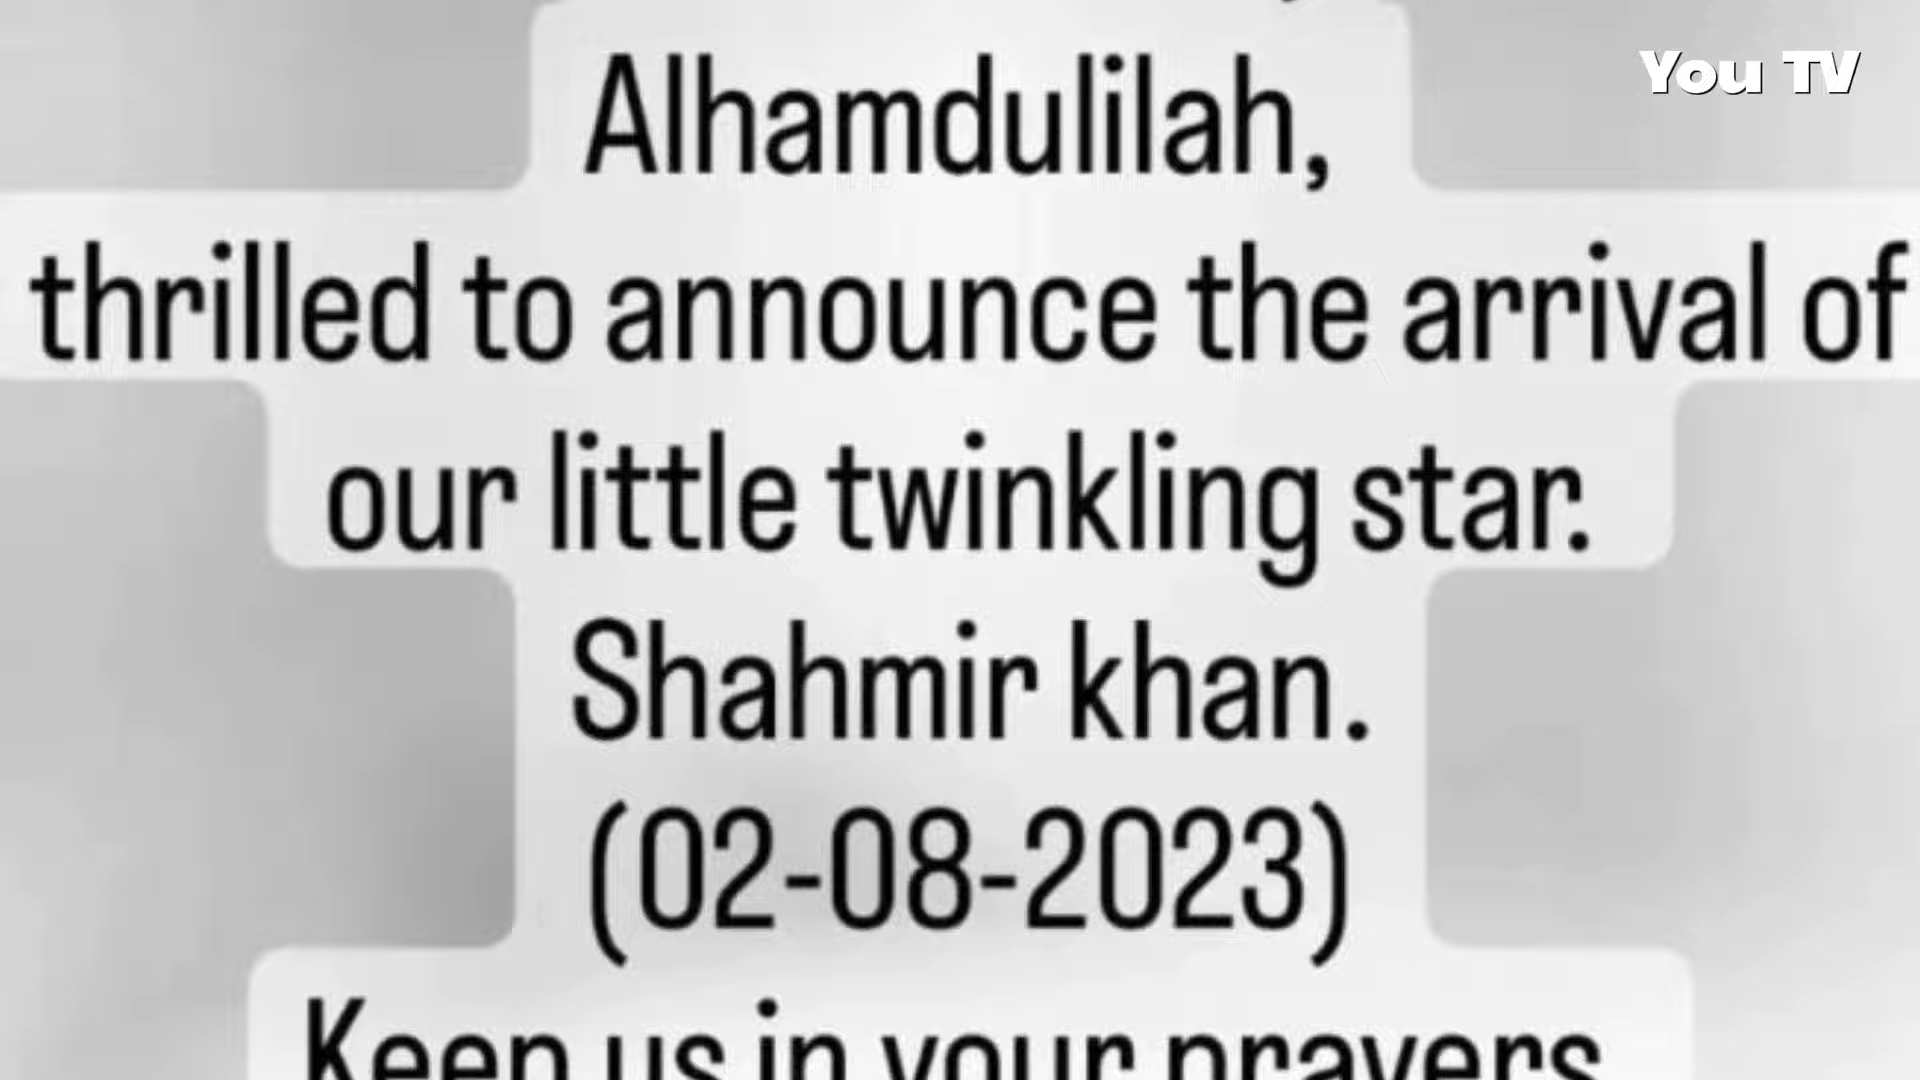 You TV
Alhamdulilah,
thrilled to announce the arrival of
our little twinkling star.
Shahmir khan.
(02-08-2023)
Keep us in your prayers